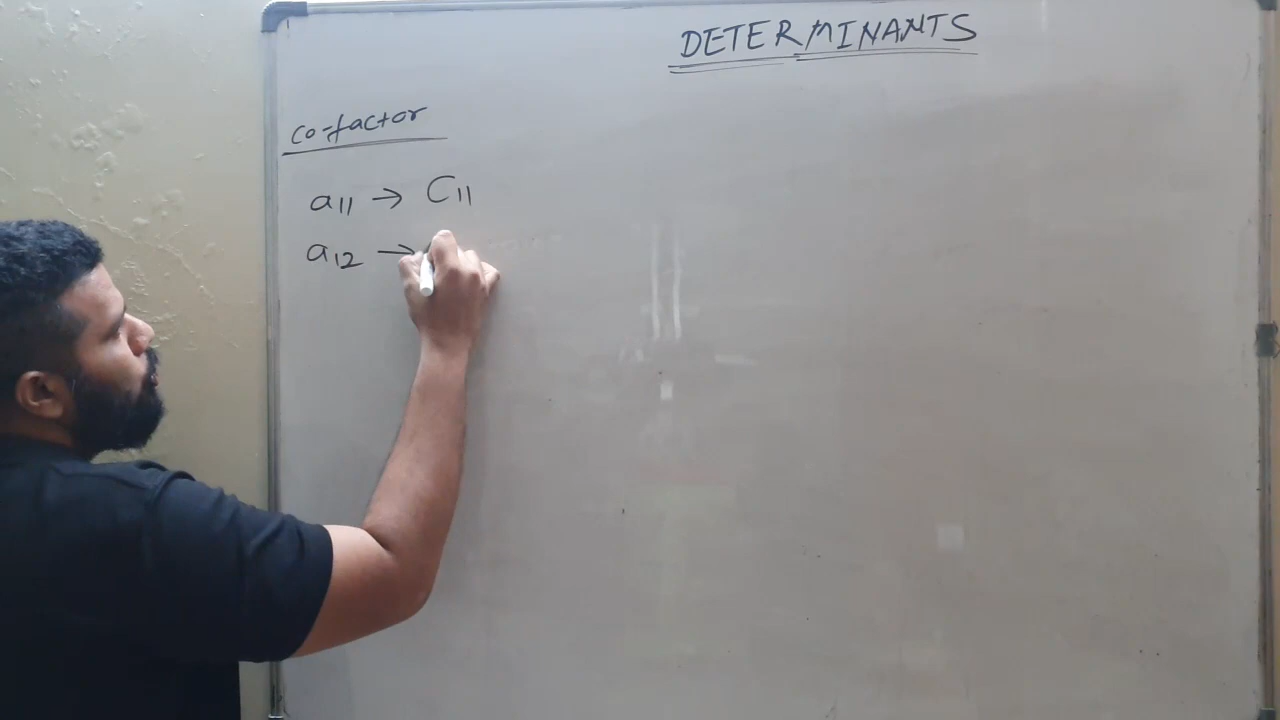 DETERMINANTS
Co-factor
a₁₁ → C₁₁
a₁₂ →